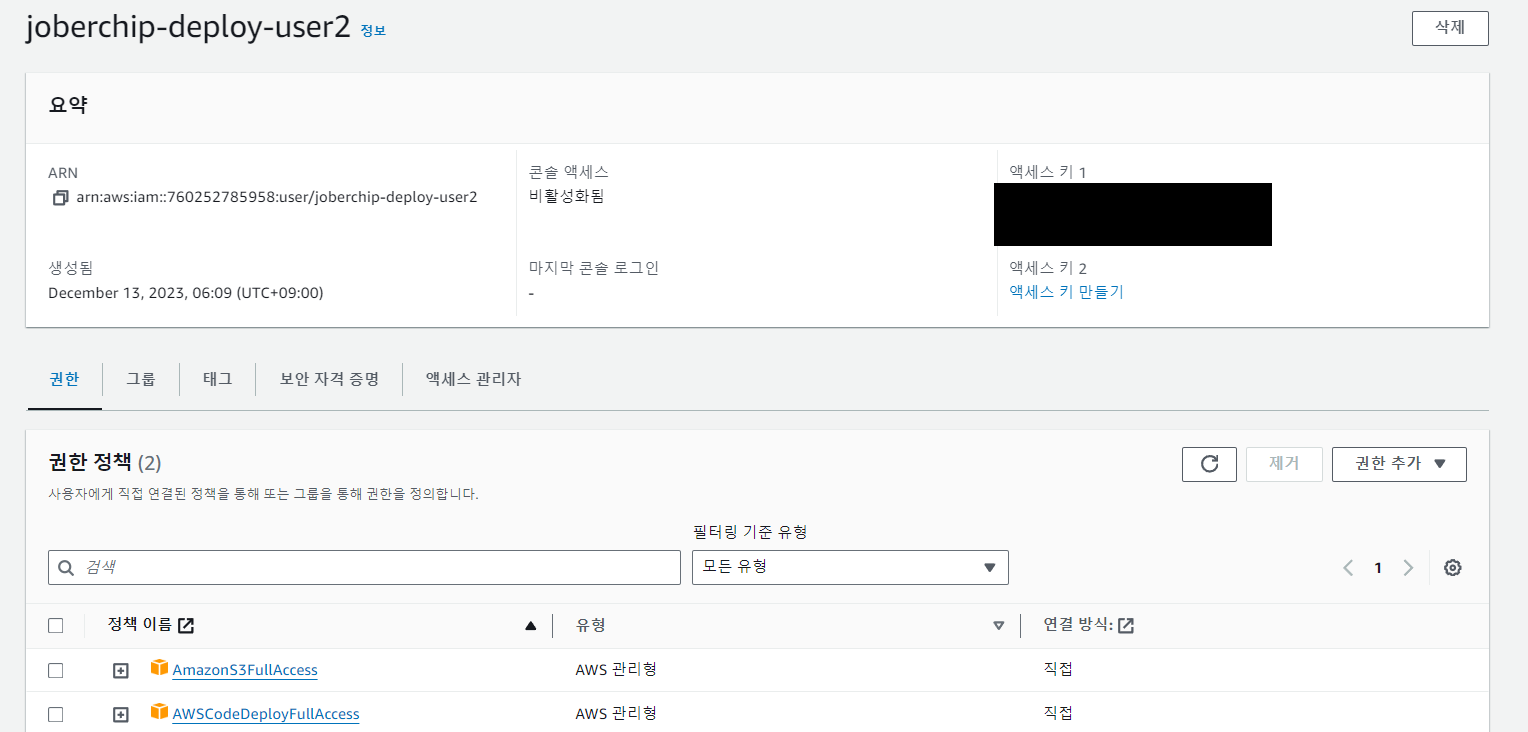 joberchip-deploy-user2 정보
삭제
요약
ARN
arn:aws:iam::760252785958:user/joberchip-deploy-user2
콘솔 액세스
비활성화됨
액세스 키 1
생성됨
December 13, 2023, 06:09 (UTC+09:00)
마지막 콘솔 로그인
-
액세스 키 2
액세스 키 만들기
권한 그룹 태그 보안 자격 증명 액세스 관리자
권한 정책 (2)
사용자에게 직접 연결된 정책을 통해 또는 그룹을 통해 권한을 정의합니다.
제거 권한 추가
필터링 기준 유형
검색 모든 유형 1
정책 이름 유형 연결 방식:
AmazonS3FullAccess AWS 관리형 직접
AWSCodeDeployFullAccess AWS 관리형 직접